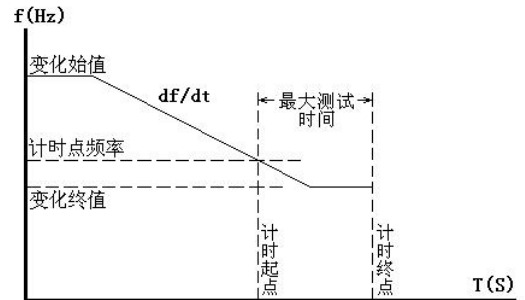 f(Hz)
变化始值
df/dt
最大测试
时间
计时点频率
变化终值
计时起点
计时终点
T(S)